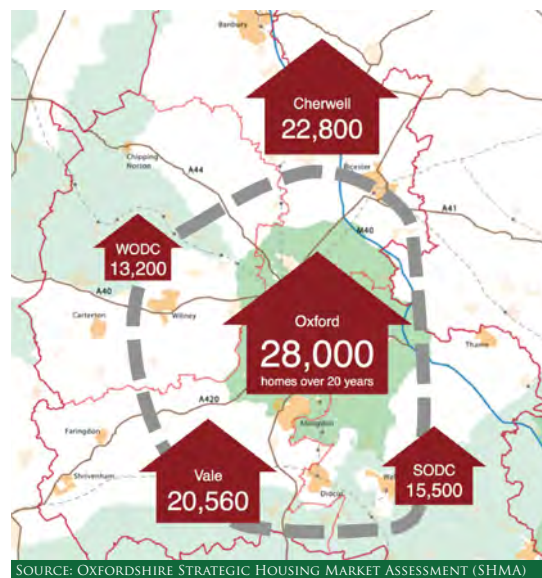 Banbury
Cherwell
22,800
Chipping
Norton
A44
Bicester
A41
M40
WODC
13,200
A40
Carterton
Witney
Oxford
28,000
homes over 20 years
Thame
A420
Abingdon
Faringdon
Vale
20,560
SODC
15,500
Shrivenham
Didcot
SOURCE: OXFORDSHIRE STRATEGIC HOUSING MARKET ASSESSMENT (SHMA)